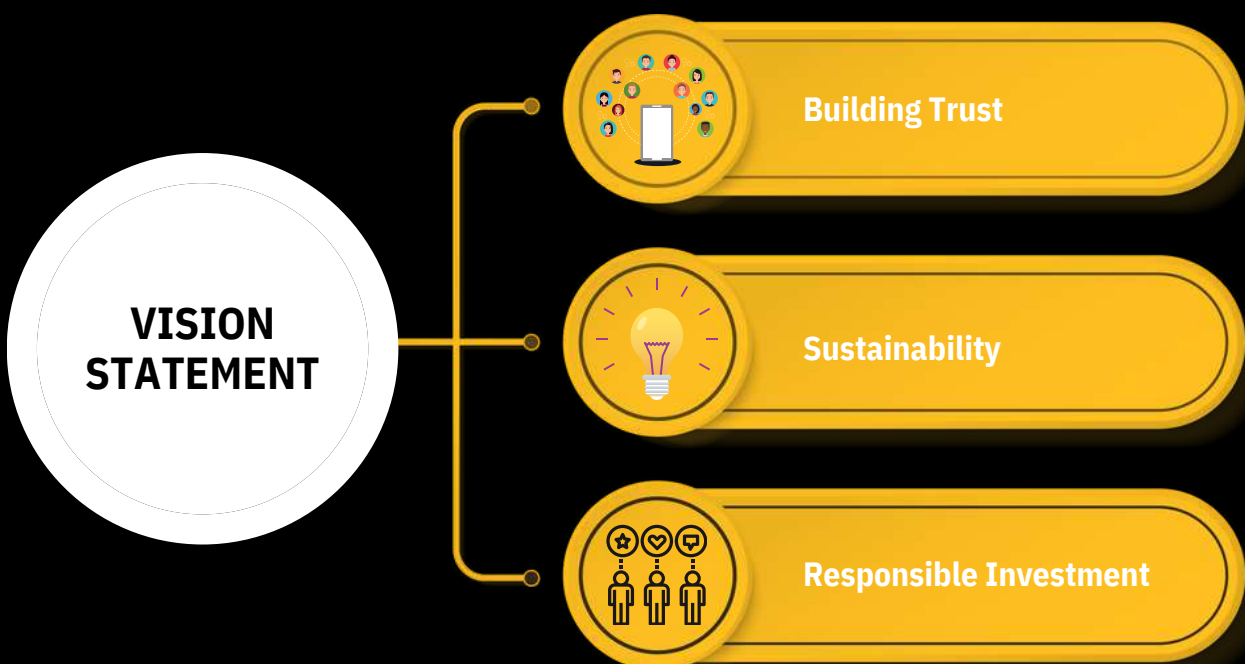 VISION
STATEMENT
Building Trust
Sustainability
Responsible Investment